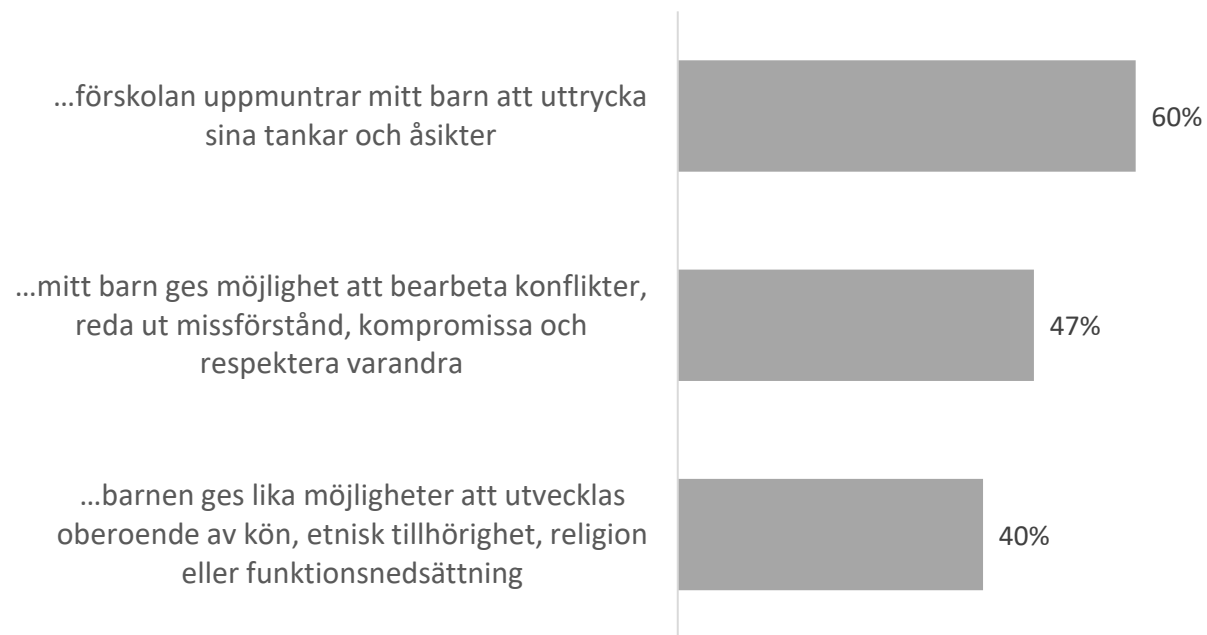 ...förskolan uppmuntrar mitt barn att uttrycka
sina tankar och åsikter
60%
...mitt barn ges möjlighet att bearbeta konflikter,
reda ut missförstånd, kompromissa och
respektera varandra
47%
...barnen ges lika möjligheter att utvecklas
oberoende av kön, etnisk tillhörighet, religion
eller funktionsnedsättning
40%